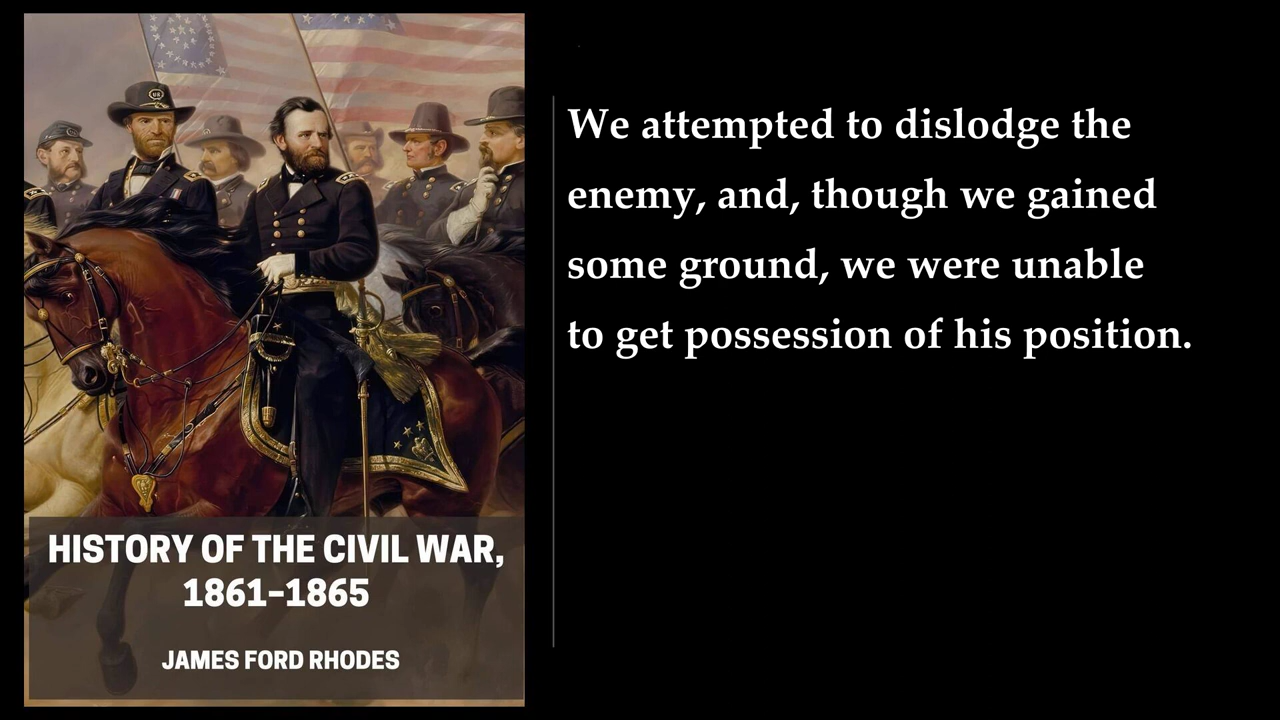 HISTORY OF THE CIVIL WAR,
1861–1865
JAMES FORD RHODES
We attempted to dislodge the
enemy, and, though we gained
some ground, we were unable
to get possession of his position.